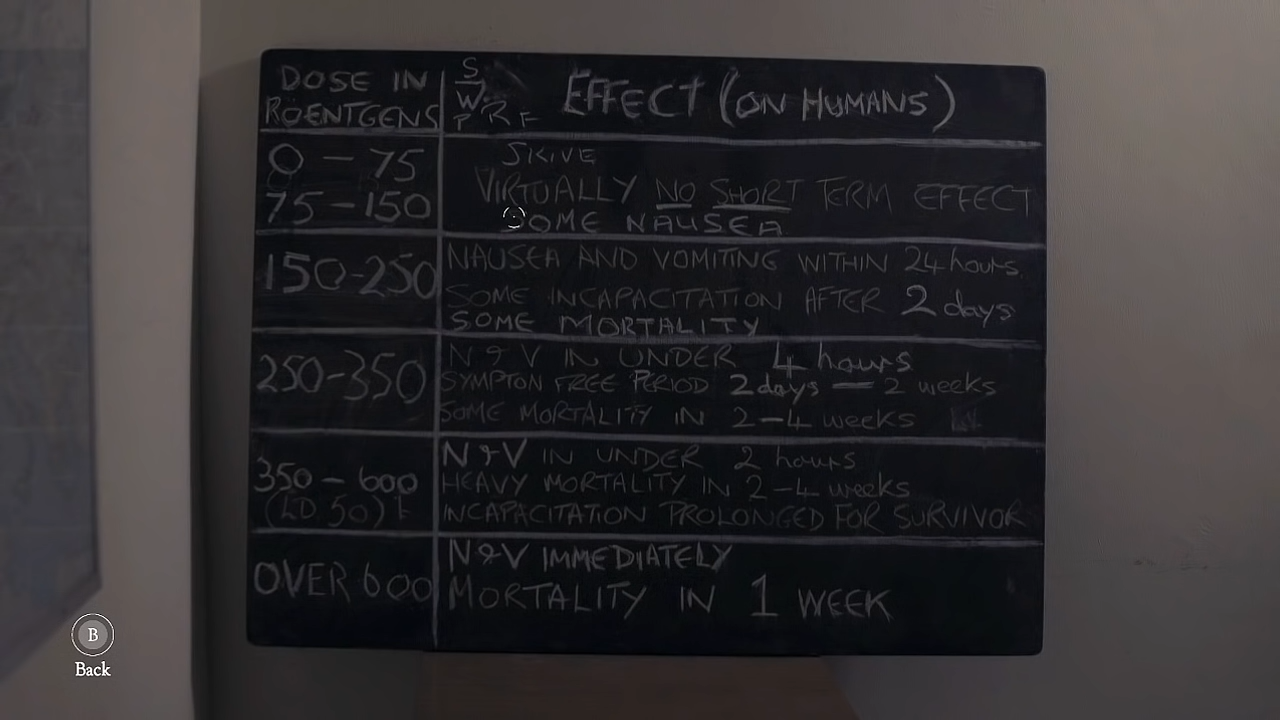 DOSE IN
ROENTGENS
S
W R F
P
EFFECT (ON HUMANS)
0 – 75
SKIVE
VIRTUALLY NO SHORT TERM EFFECT
75 – 150
SOME NAUSEA
150-250
NAUSEA AND VOMITING WITHIN 24 hours
SOME INCAPACITATION AFTER 2 days
SOME MORTALITY
250-350
N & V IN UNDER 4 hours
SYMPTON FREE PERIOD 2 days — 2 weeks
SOME MORTALITY IN 2-4 weeks
350 – 600
(LD 50)
N & V IN UNDER 2 hours
HEAVY MORTALITY IN 2-4 weeks
INCAPACITATION PROLONGED FOR SURVIVOR
OVER 600
N & V IMMEDIATELY
MORTALITY IN 1 WEEK
B
Back